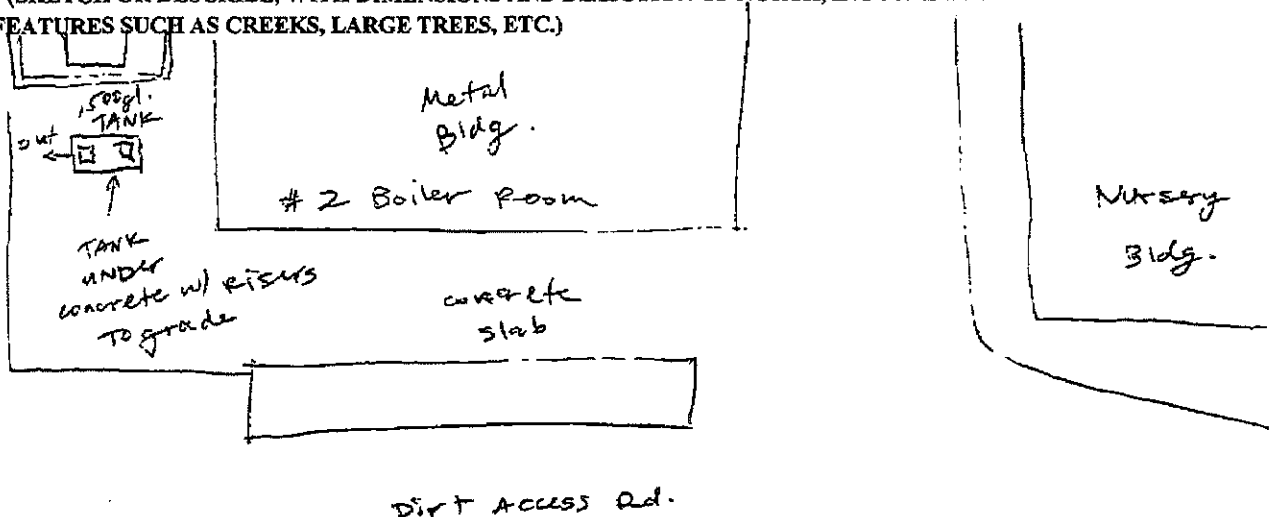 FEATURES SUCH AS CREEKS, LARGE TREES, ETC.)
TANK
out
Metal
Bldg.
# 2 Boiler Room
TANK
UNDER
concrete w/ risers
To grade
concrete
slab
Nursery
Bldg.
Dirt Access Rd.